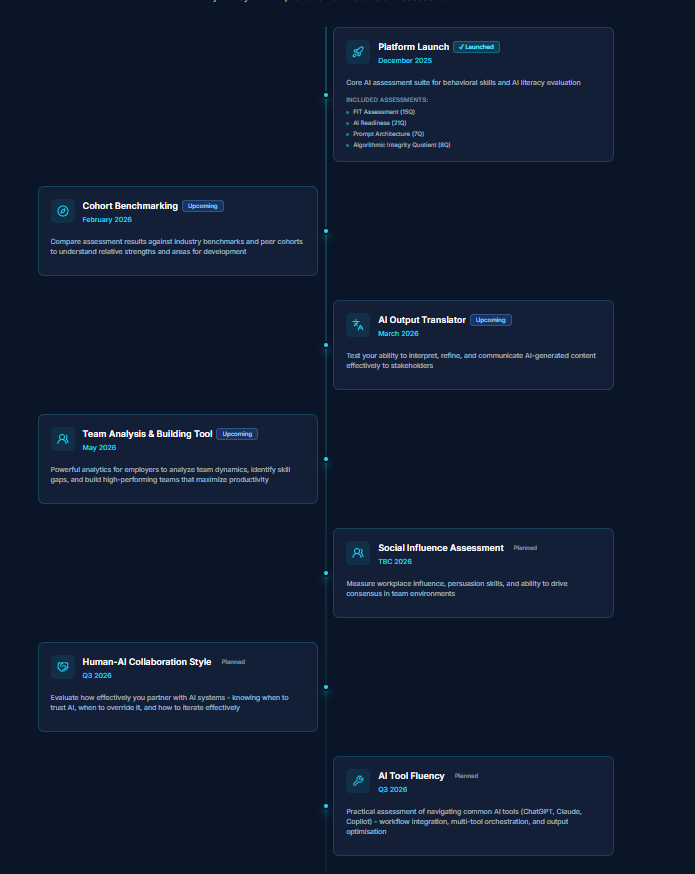 Platform Launch ✓ Launched
December 2025
Core AI assessment suite for behavioral skills and AI literacy evaluation
INCLUDED ASSESSMENTS:
FIT Assessment (15Q)
AI Readiness (21Q)
Prompt Architecture (7Q)
Algorithmic Integrity Quotient (8Q)
Cohort Benchmarking Upcoming
February 2026
Compare assessment results against industry benchmarks and peer cohorts
to understand relative strengths and areas for development
AI Output Translator Upcoming
March 2026
Test your ability to interpret, refine, and communicate AI-generated content
effectively to stakeholders
Team Analysis & Building Tool Upcoming
May 2026
Powerful analytics for employers to analyze team dynamics, identify skill
gaps, and build high-performing teams that maximize productivity
Social Influence Assessment Planned
TBC 2026
Measure workplace influence, persuasion skills, and ability to drive
consensus in team environments
Human-AI Collaboration Style Planned
Q3 2026
Evaluate how effectively you partner with AI systems - knowing when to
trust AI, when to override it, and how to iterate effectively
AI Tool Fluency Planned
Q3 2026
Practical assessment of navigating common AI tools (ChatGPT, Claude,
Copilot) - workflow integration, multi-tool orchestration, and output
optimisation